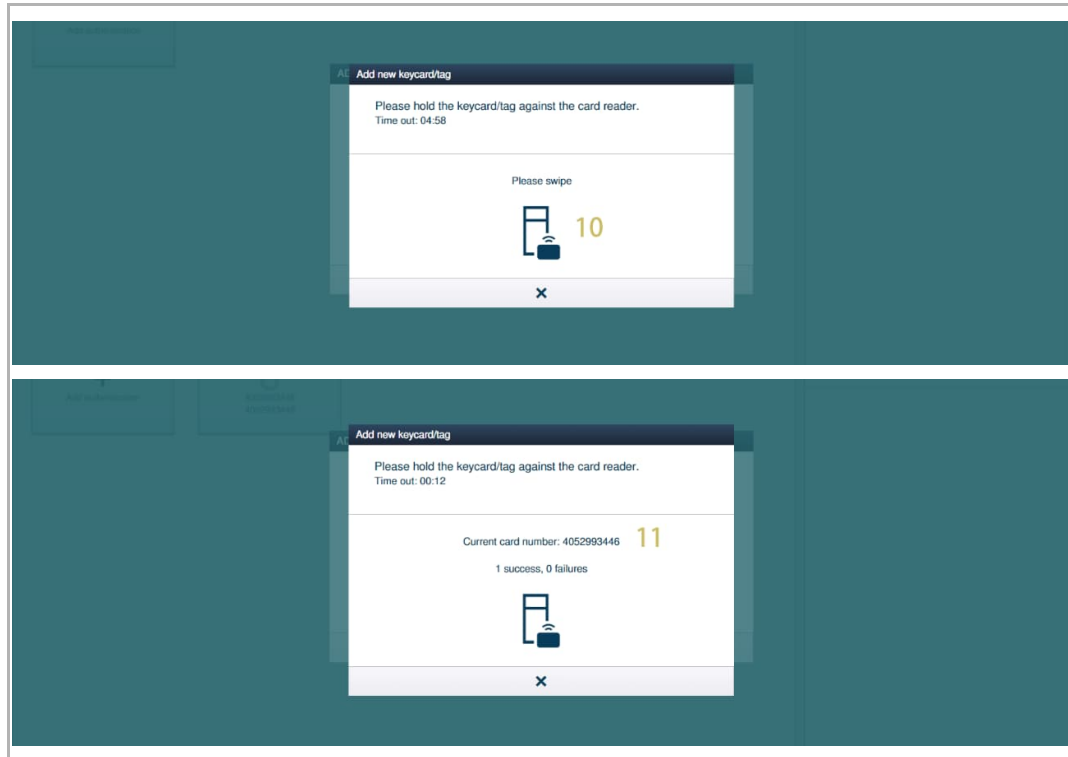 Add new keycard/tag
Please hold the keycard/tag against the card reader.
Time out: 04:58
Please swipe
10
Add new keycard/tag
Please hold the keycard/tag against the card reader.
Time out: 00:12
Current card number: 4052993446
11
1 success, 0 failures